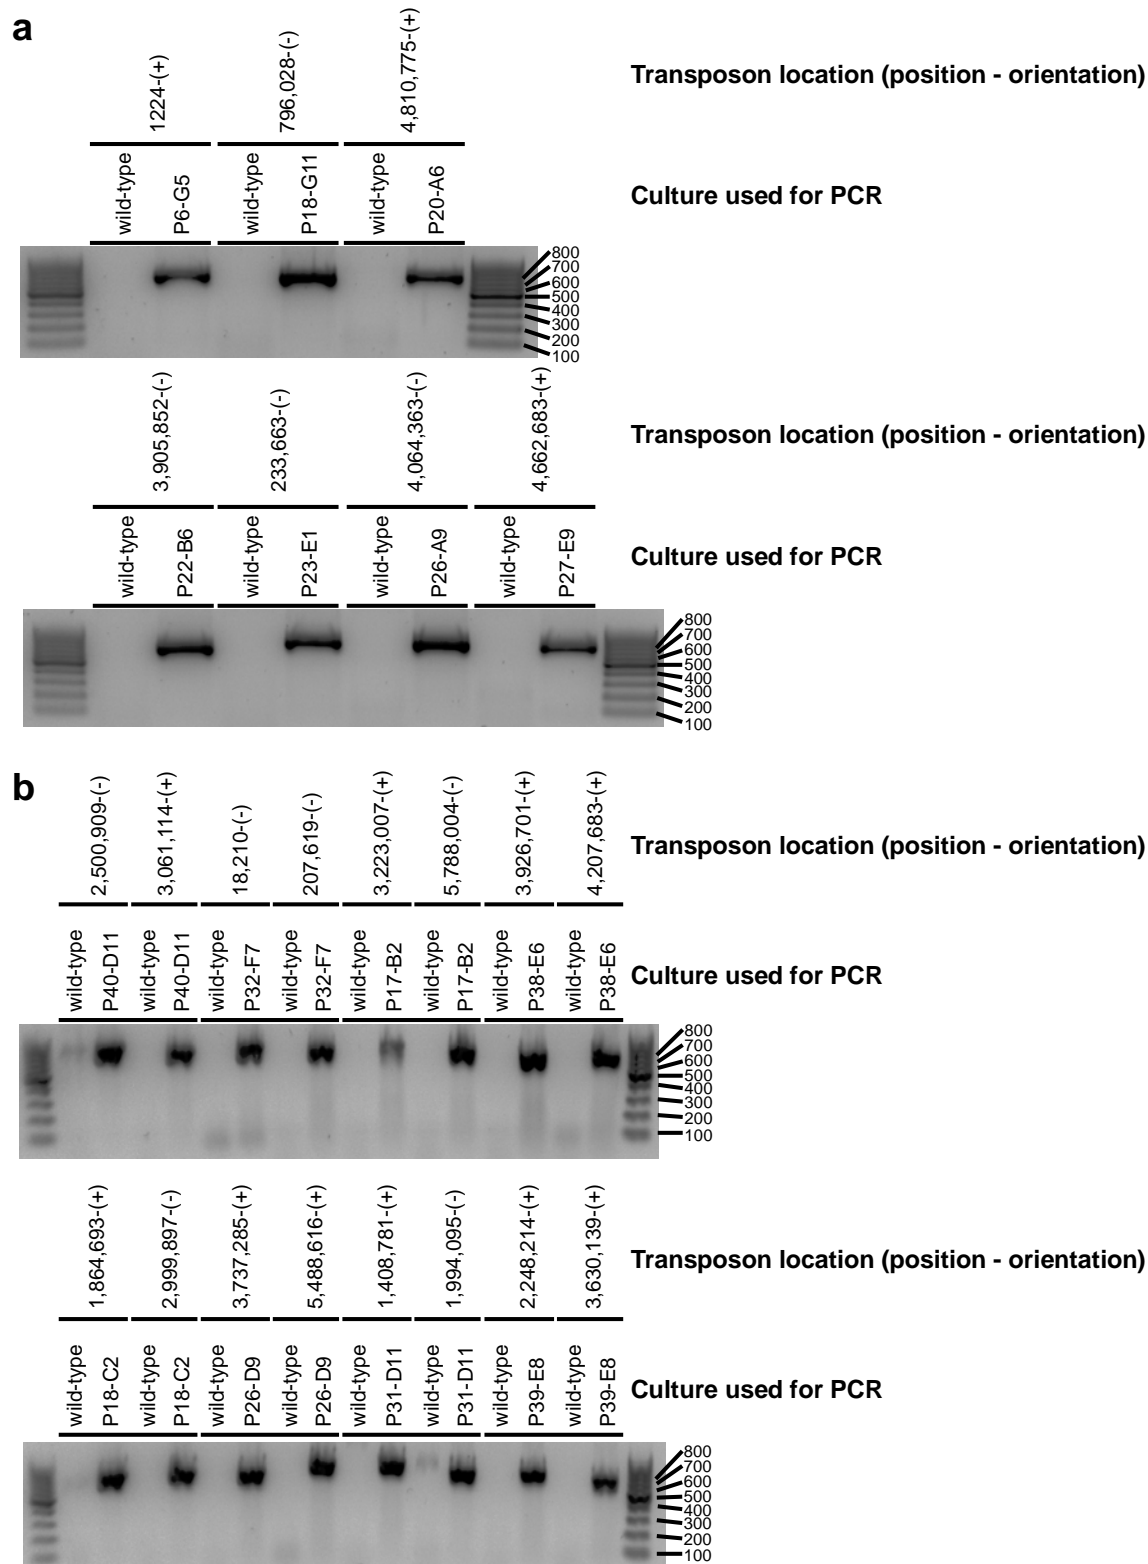 a
1224-(+)
796,028-(-)
4,810,775-(+)
Transposon location (position - orientation)
wild-type
P6-G5
wild-type
P18-G11
wild-type
P20-A6
Culture used for PCR
800
700
600
500
400
300
200
100
3,905,852-(-)
233,663-(-)
4,064,363-(-)
4,662,683-(+)
Transposon location (position - orientation)
wild-type
P22-B6
wild-type
P23-E1
wild-type
P26-A9
wild-type
P27-E9
Culture used for PCR
800
700
600
500
400
300
200
100
b
2,500,909-(-)
3,061,114-(+)
18,210-(-)
207,619-(-)
3,223,007-(+)
5,788,004-(-)
3,926,701-(+)
4,207,683-(+)
Transposon location (position - orientation)
wild-type
P40-D11
wild-type
P40-D11
wild-type
P32-F7
wild-type
P32-F7
wild-type
P17-B2
wild-type
P17-B2
wild-type
P38-E6
wild-type
P38-E6
Culture used for PCR
800
700
600
500
400
300
200
100
1,864,693-(+)
2,999,897-(-)
3,737,285-(+)
5,488,616-(+)
1,408,781-(+)
1,994,095-(-)
2,248,214-(+)
3,630,139-(+)
Transposon location (position - orientation)
wild-type
P18-C2
wild-type
P18-C2
wild-type
P26-D9
wild-type
P26-D9
wild-type
P31-D11
wild-type
P31-D11
wild-type
P39-E8
wild-type
P39-E8
Culture used for PCR
800
700
600
500
400
300
200
100